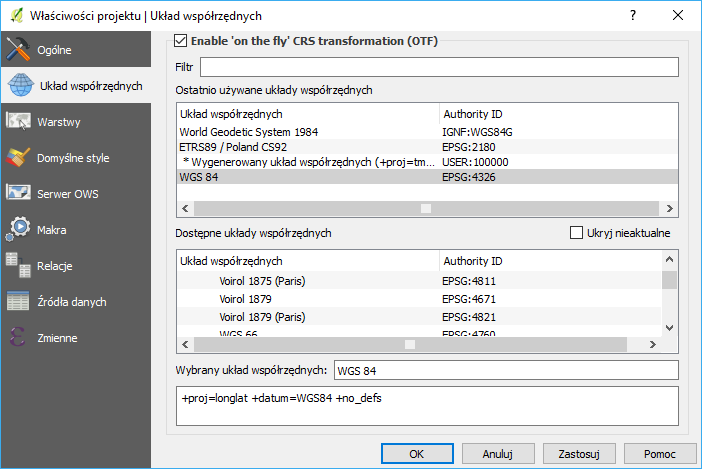 Właściwości projektu | Układ współrzędnych
Ogólne
Układ współrzędnych
Warstwy
Domyślne style
Serwer OWS
Makra
Relacje
Źródła danych
Zmienne
Enable 'on the fly' CRS transformation (OTF)
Filtr
Ostatnio używane układy współrzędnych
Układ współrzędnych Authority ID
World Geodetic System 1984 IGNF:WGS84G
ETRS89 / Poland CS92 EPSG:2180
* Wygenerowany układ współrzędnych (+proj=tm... USER:100000
WGS 84 EPSG:4326
Dostępne układy współrzędnych Ukryj nieaktualne
Układ współrzędnych Authority ID
Voirol 1875 (Paris) EPSG:4811
Voirol 1879 EPSG:4671
Voirol 1879 (Paris) EPSG:4821
WGS 66 EPSG:4760
Wybrany układ współrzędnych: WGS 84
+proj=longlat +datum=WGS84 +no_defs
OK Anuluj Zastosuj Pomoc